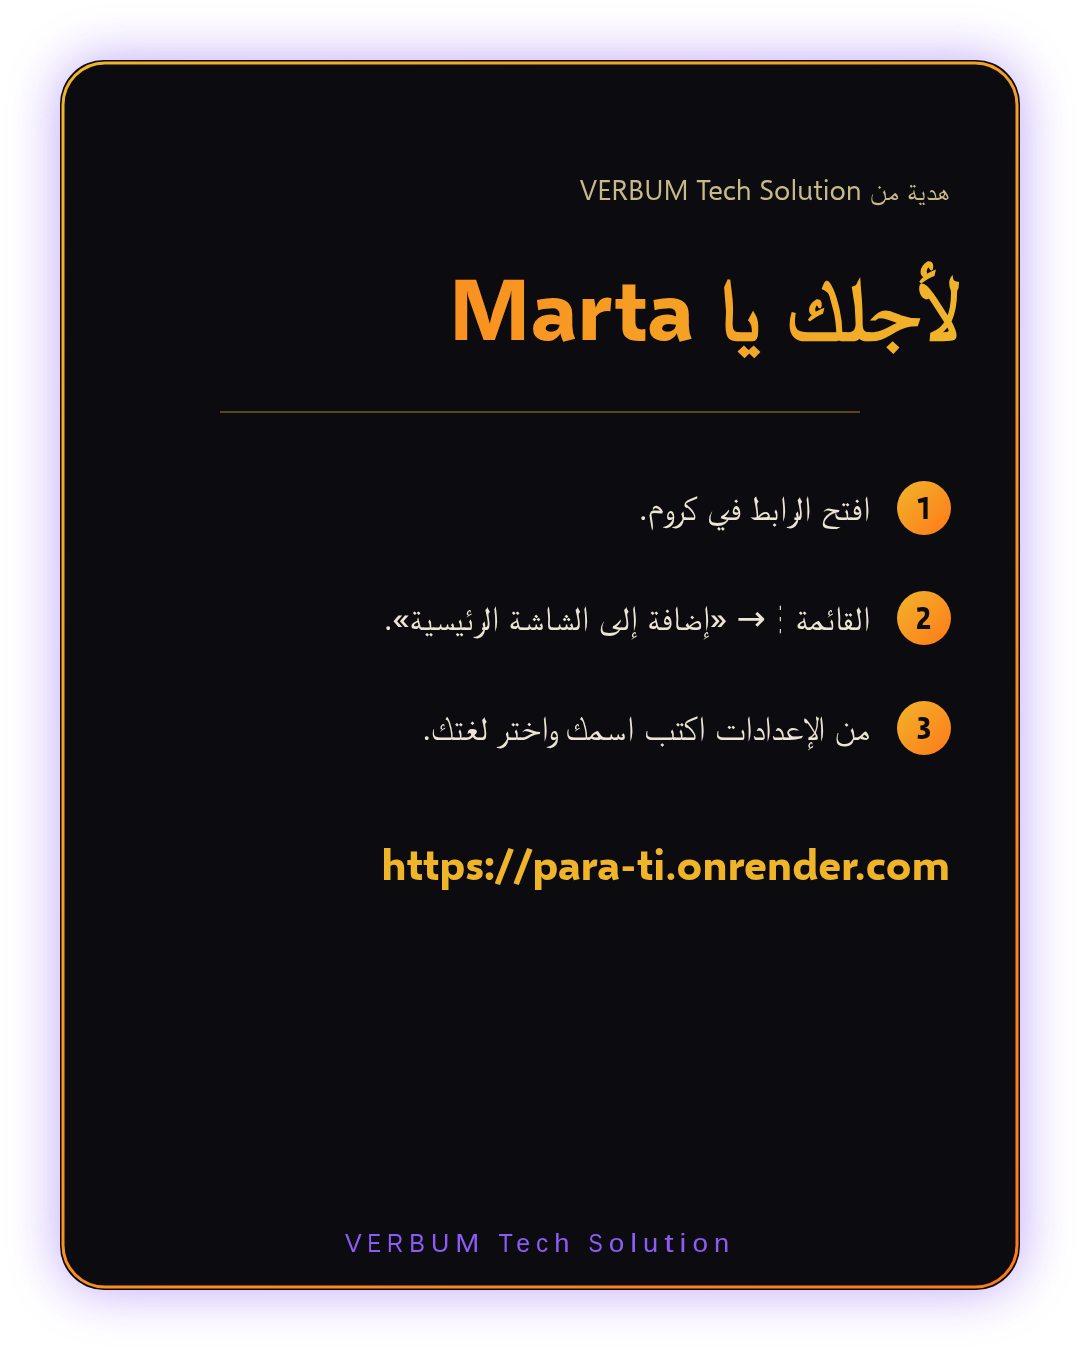 هدية من VERBUM Tech Solution
لأجلك يا Marta
1 افتح الرابط في كروم.
2 القائمة ⋮ → «إضافة إلى الشاشة الرئيسية».
3 من الإعدادات اكتب اسمك واختر لغتك.
https://para-ti.onrender.com
VERBUM Tech Solution